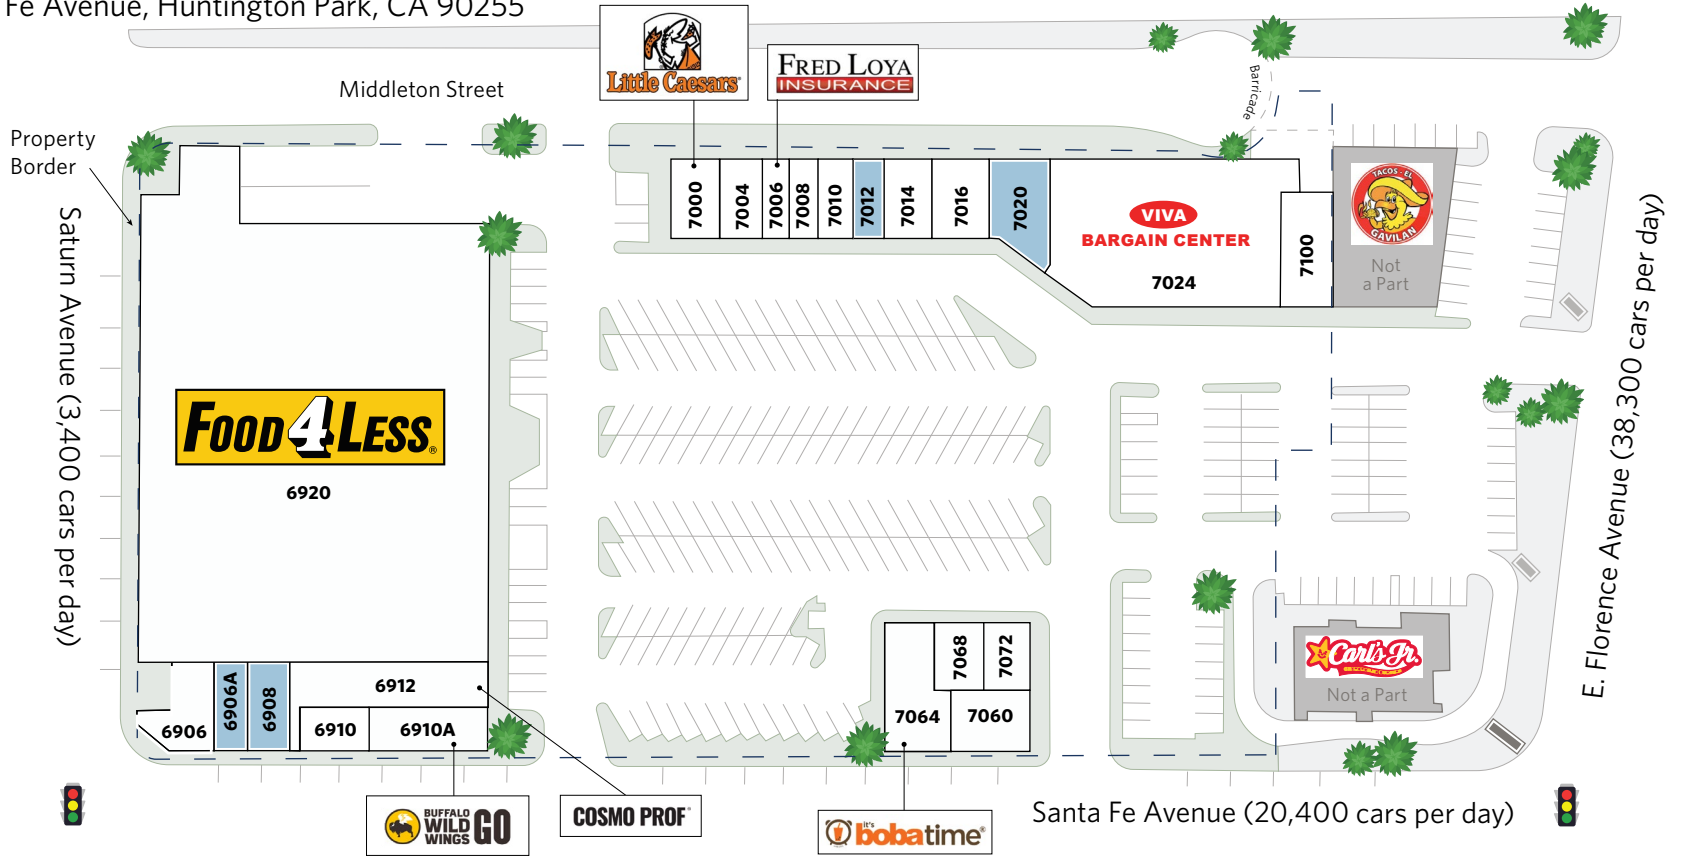 Fe Avenue, Huntington Park, CA 90255
Little Caesars®
FRED LOYA
INSURANCE
Middleton Street
Barricade
Property
Border
7000
7004
7006
7008
7010
7012
7014
7016
7020
VIVA
BARGAIN CENTER
7024
7100
TACOS - EL
GAVILAN
Not
a Part
Saturn Avenue (3,400 cars per day)
E. Florence Avenue (38,300 cars per day)
FOOD 4 LESS®
6920
6912
6906
6906A
6908
6910
6910A
7068
7072
7064
7060
Carl's Jr.
Not a Part
BUFFALO
WILD
WINGS
GO
COSMO PROF®
it's
bobatime®
Santa Fe Avenue (20,400 cars per day)